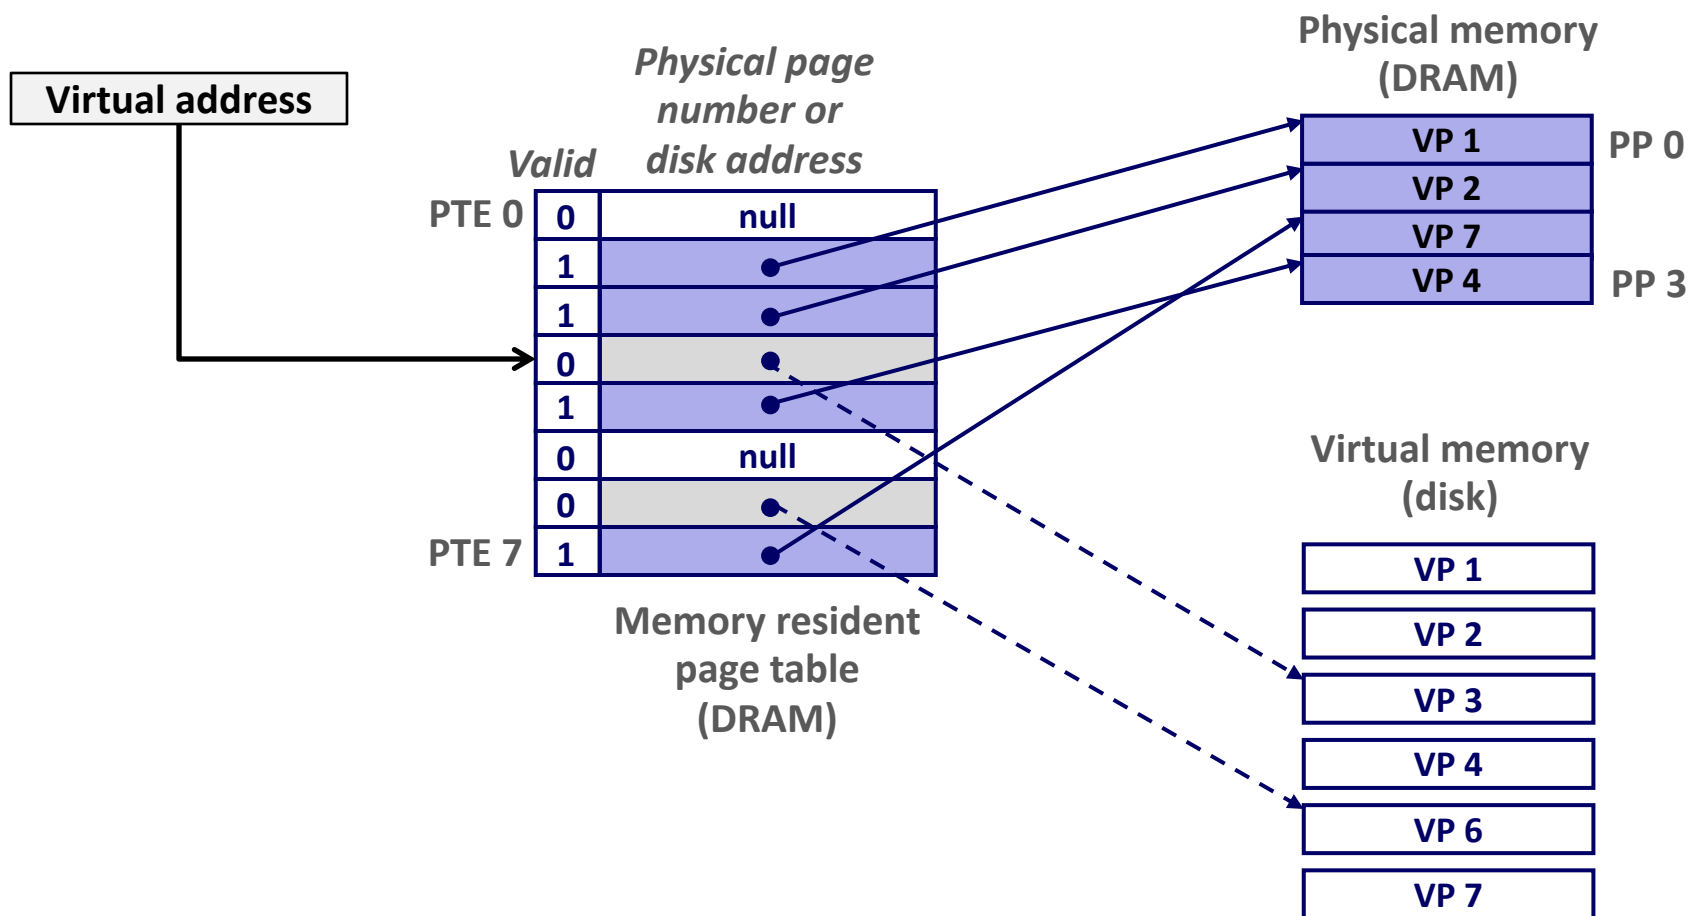 Virtual address
Physical page
number or
disk address
Valid
PTE 0
0
null
1
1
0
1
0
null
0
PTE 7
1
Memory resident
page table
(DRAM)
Physical memory
(DRAM)
VP 1
PP 0
VP 2
VP 7
VP 4
PP 3
Virtual memory
(disk)
VP 1
VP 2
VP 3
VP 4
VP 6
VP 7